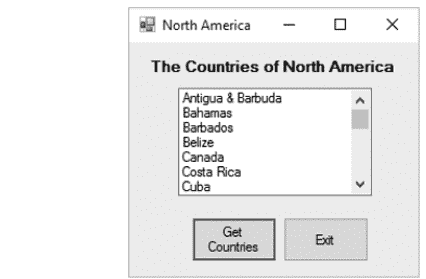 North America
The Countries of North America
Antigua & Barbuda
Bahamas
Barbados
Belize
Canada
Costa Rica
Cuba
Get
Countries
Exit